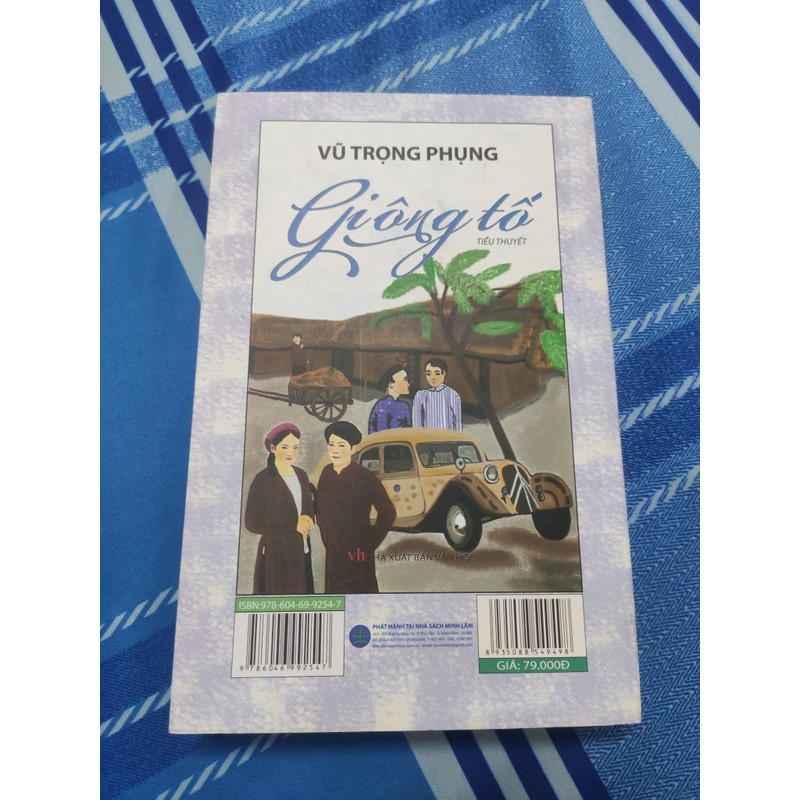 VŨ TRỌNG PHỤNG
Giông tố
TIỂU THUYẾT
vh NHÀ XUẤT BẢN VĂN HỌC
ISBN:978-604-69-9254-7
9 786046 992547
PHÁT HÀNH TẠI NHÀ SÁCH MINH LÂM
8 935088 549498
GIÁ: 79.000Đ